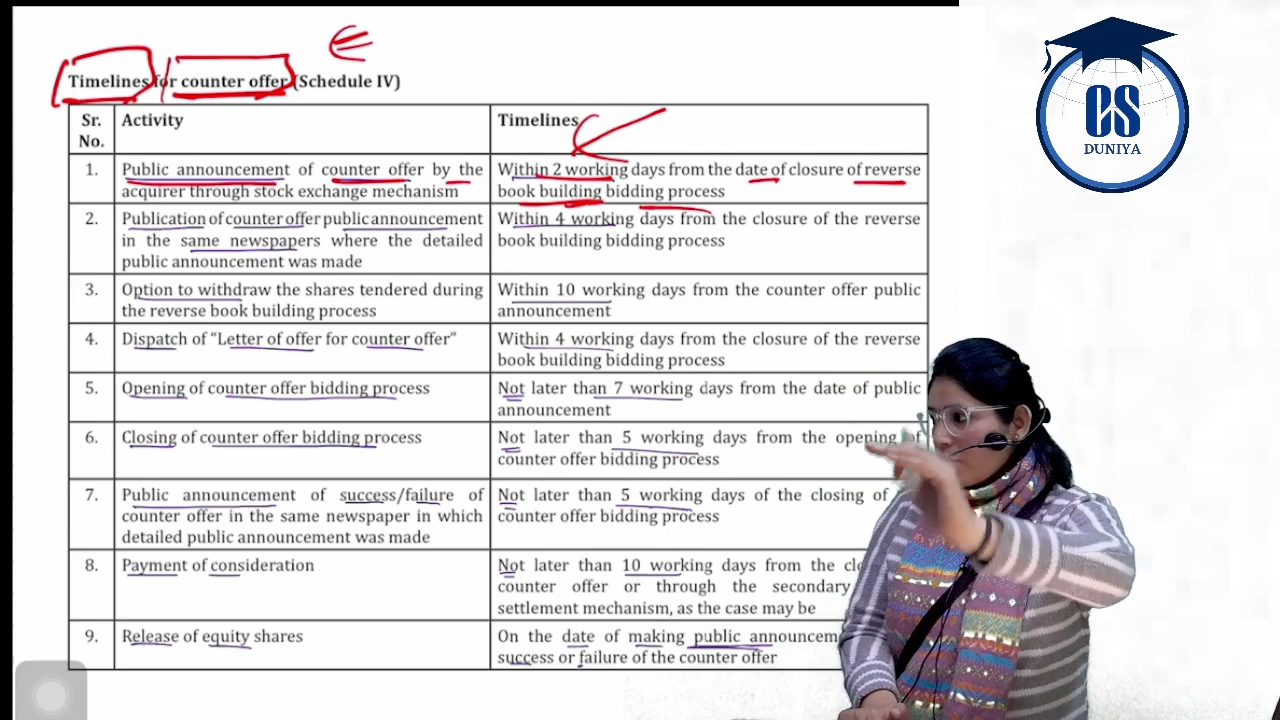 Timelines for counter offer (Schedule IV)
Sr. No.
Activity
Timelines
1.
Public announcement of counter offer by the
acquirer through stock exchange mechanism
Within 2 working days from the date of closure of reverse
book building bidding process
2.
Publication of counter offer public announcement
in the same newspapers where the detailed
public announcement was made
Within 4 working days from the closure of the reverse
book building bidding process
3.
Option to withdraw the shares tendered during
the reverse book building process
Within 10 working days from the counter offer public
announcement
4.
Dispatch of “Letter of offer for counter offer”
Within 4 working days from the closure of the reverse
book building bidding process
5.
Opening of counter offer bidding process
Not later than 7 working days from the date of public
announcement
6.
Closing of counter offer bidding process
Not later than 5 working days from the opening of
counter offer bidding process
7.
Public announcement of success/failure of
counter offer in the same newspaper in which
detailed public announcement was made
Not later than 5 working days of the closing of
counter offer bidding process
8.
Payment of consideration
Not later than 10 working days from the
counter offer or through the secondary
settlement mechanism, as the case may be
9.
Release of equity shares
On the date of making public
success or failure of the counter offer
CS
DUNIYA